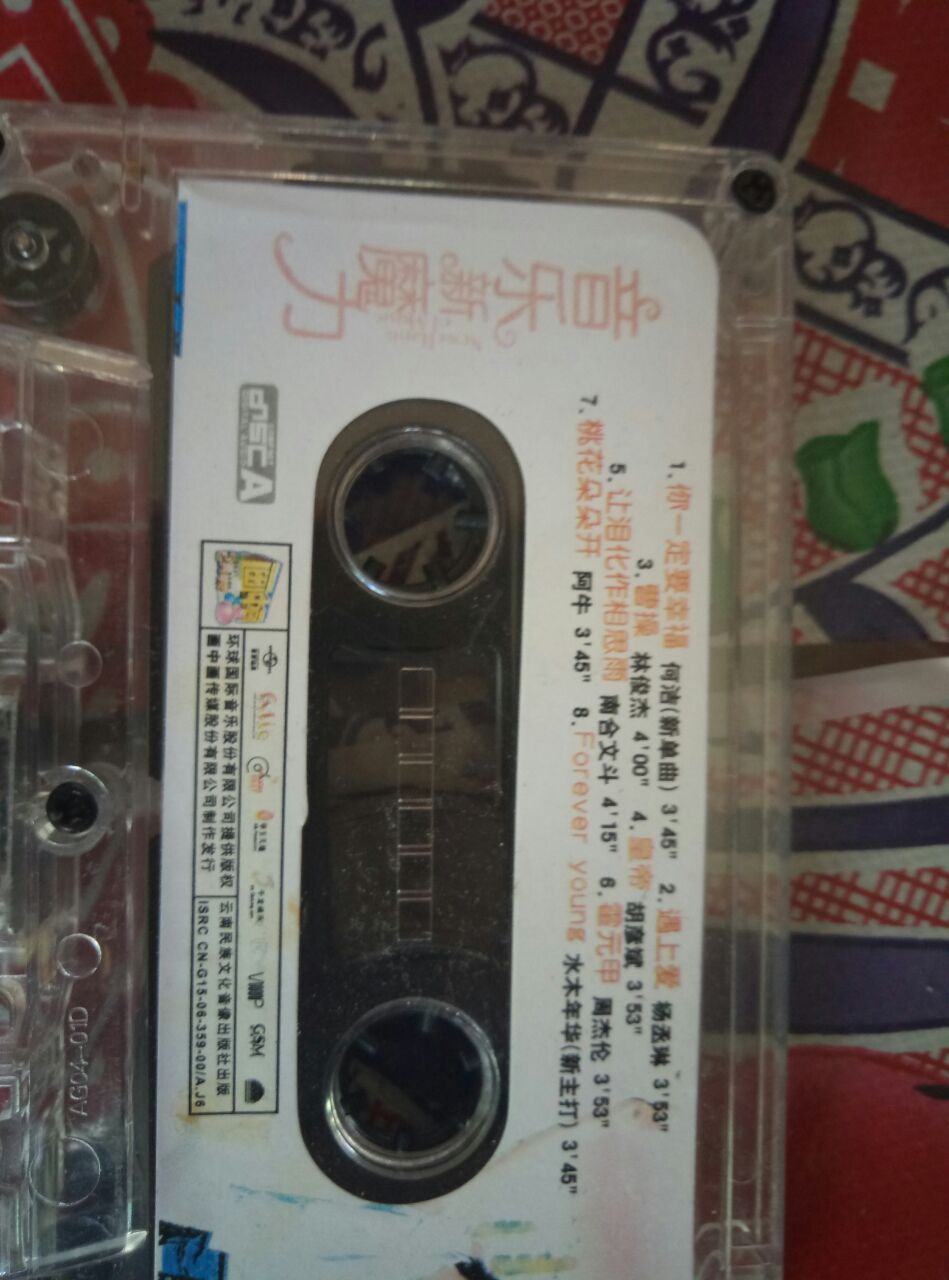 音乐新魔力
1.你一定要幸福 何洁(新单曲) 3'45" 2.遇上爱 杨丞琳 3'53"
3.曹操 林俊杰 4'00" 4.皇帝 胡彦斌 3'53"
5.让泪化作相思雨 南合文斗 4'15" 6.霍元甲 周杰伦 3'53"
7.桃花朵朵开 阿牛 3'45" 8.Forever young 水木年华(新主打) 3'45"
A
环球国际音乐股份有限公司提供版权 云南民族文化音像出版社出版
画中画传媒股份有限公司制作发行 ISRC CN-G15-06-359-00/A.J6
AG04-01D